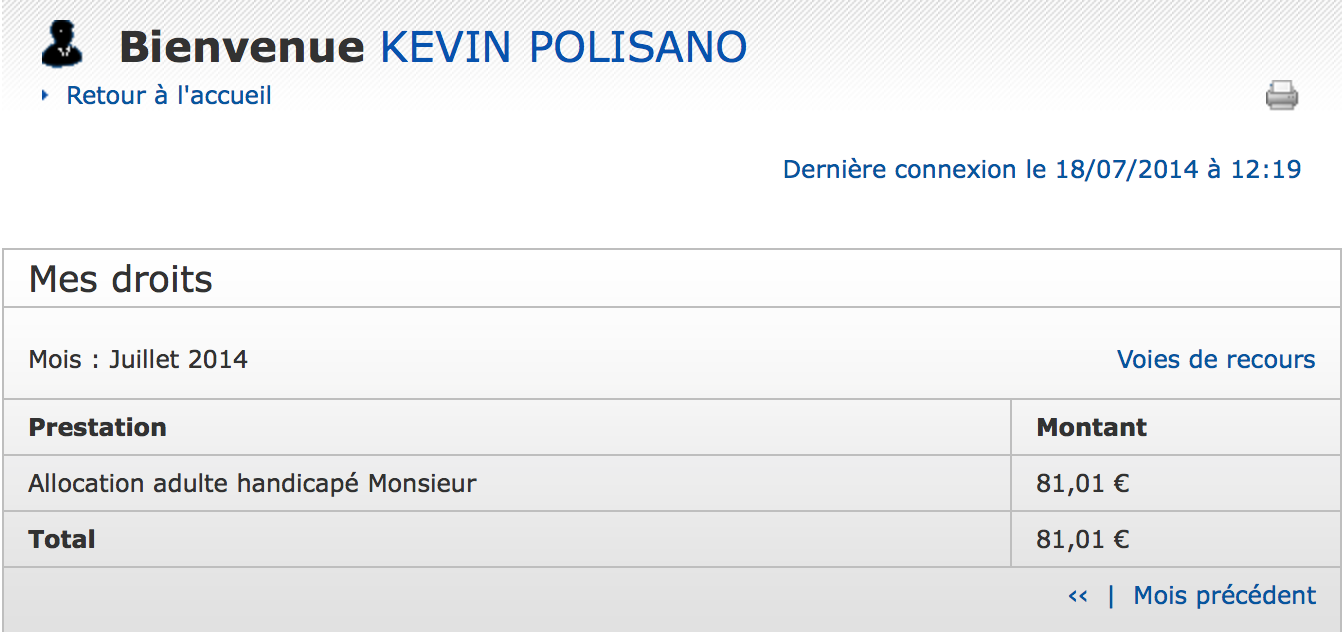 Bienvenue KEVIN POLISANO
Retour à l'accueil
Dernière connexion le 18/07/2014 à 12:19
Mes droits
Mois : Juillet 2014 Voies de recours
Prestation Montant
Allocation adulte handicapé Monsieur 81,01 €
Total 81,01 €
<< | Mois précédent